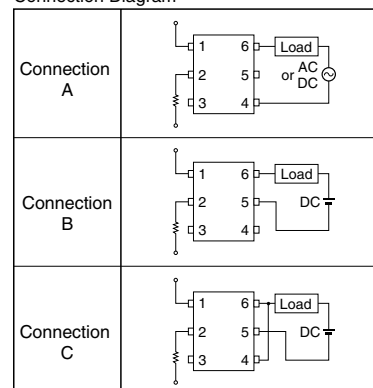 Connection Diagram
Connection
A
1 6 Load
2 5 or AC
DC
3 4
Connection
B
1 6 Load
2 5 DC
3 4
Connection
C
1 6 Load
2 5 DC
3 4